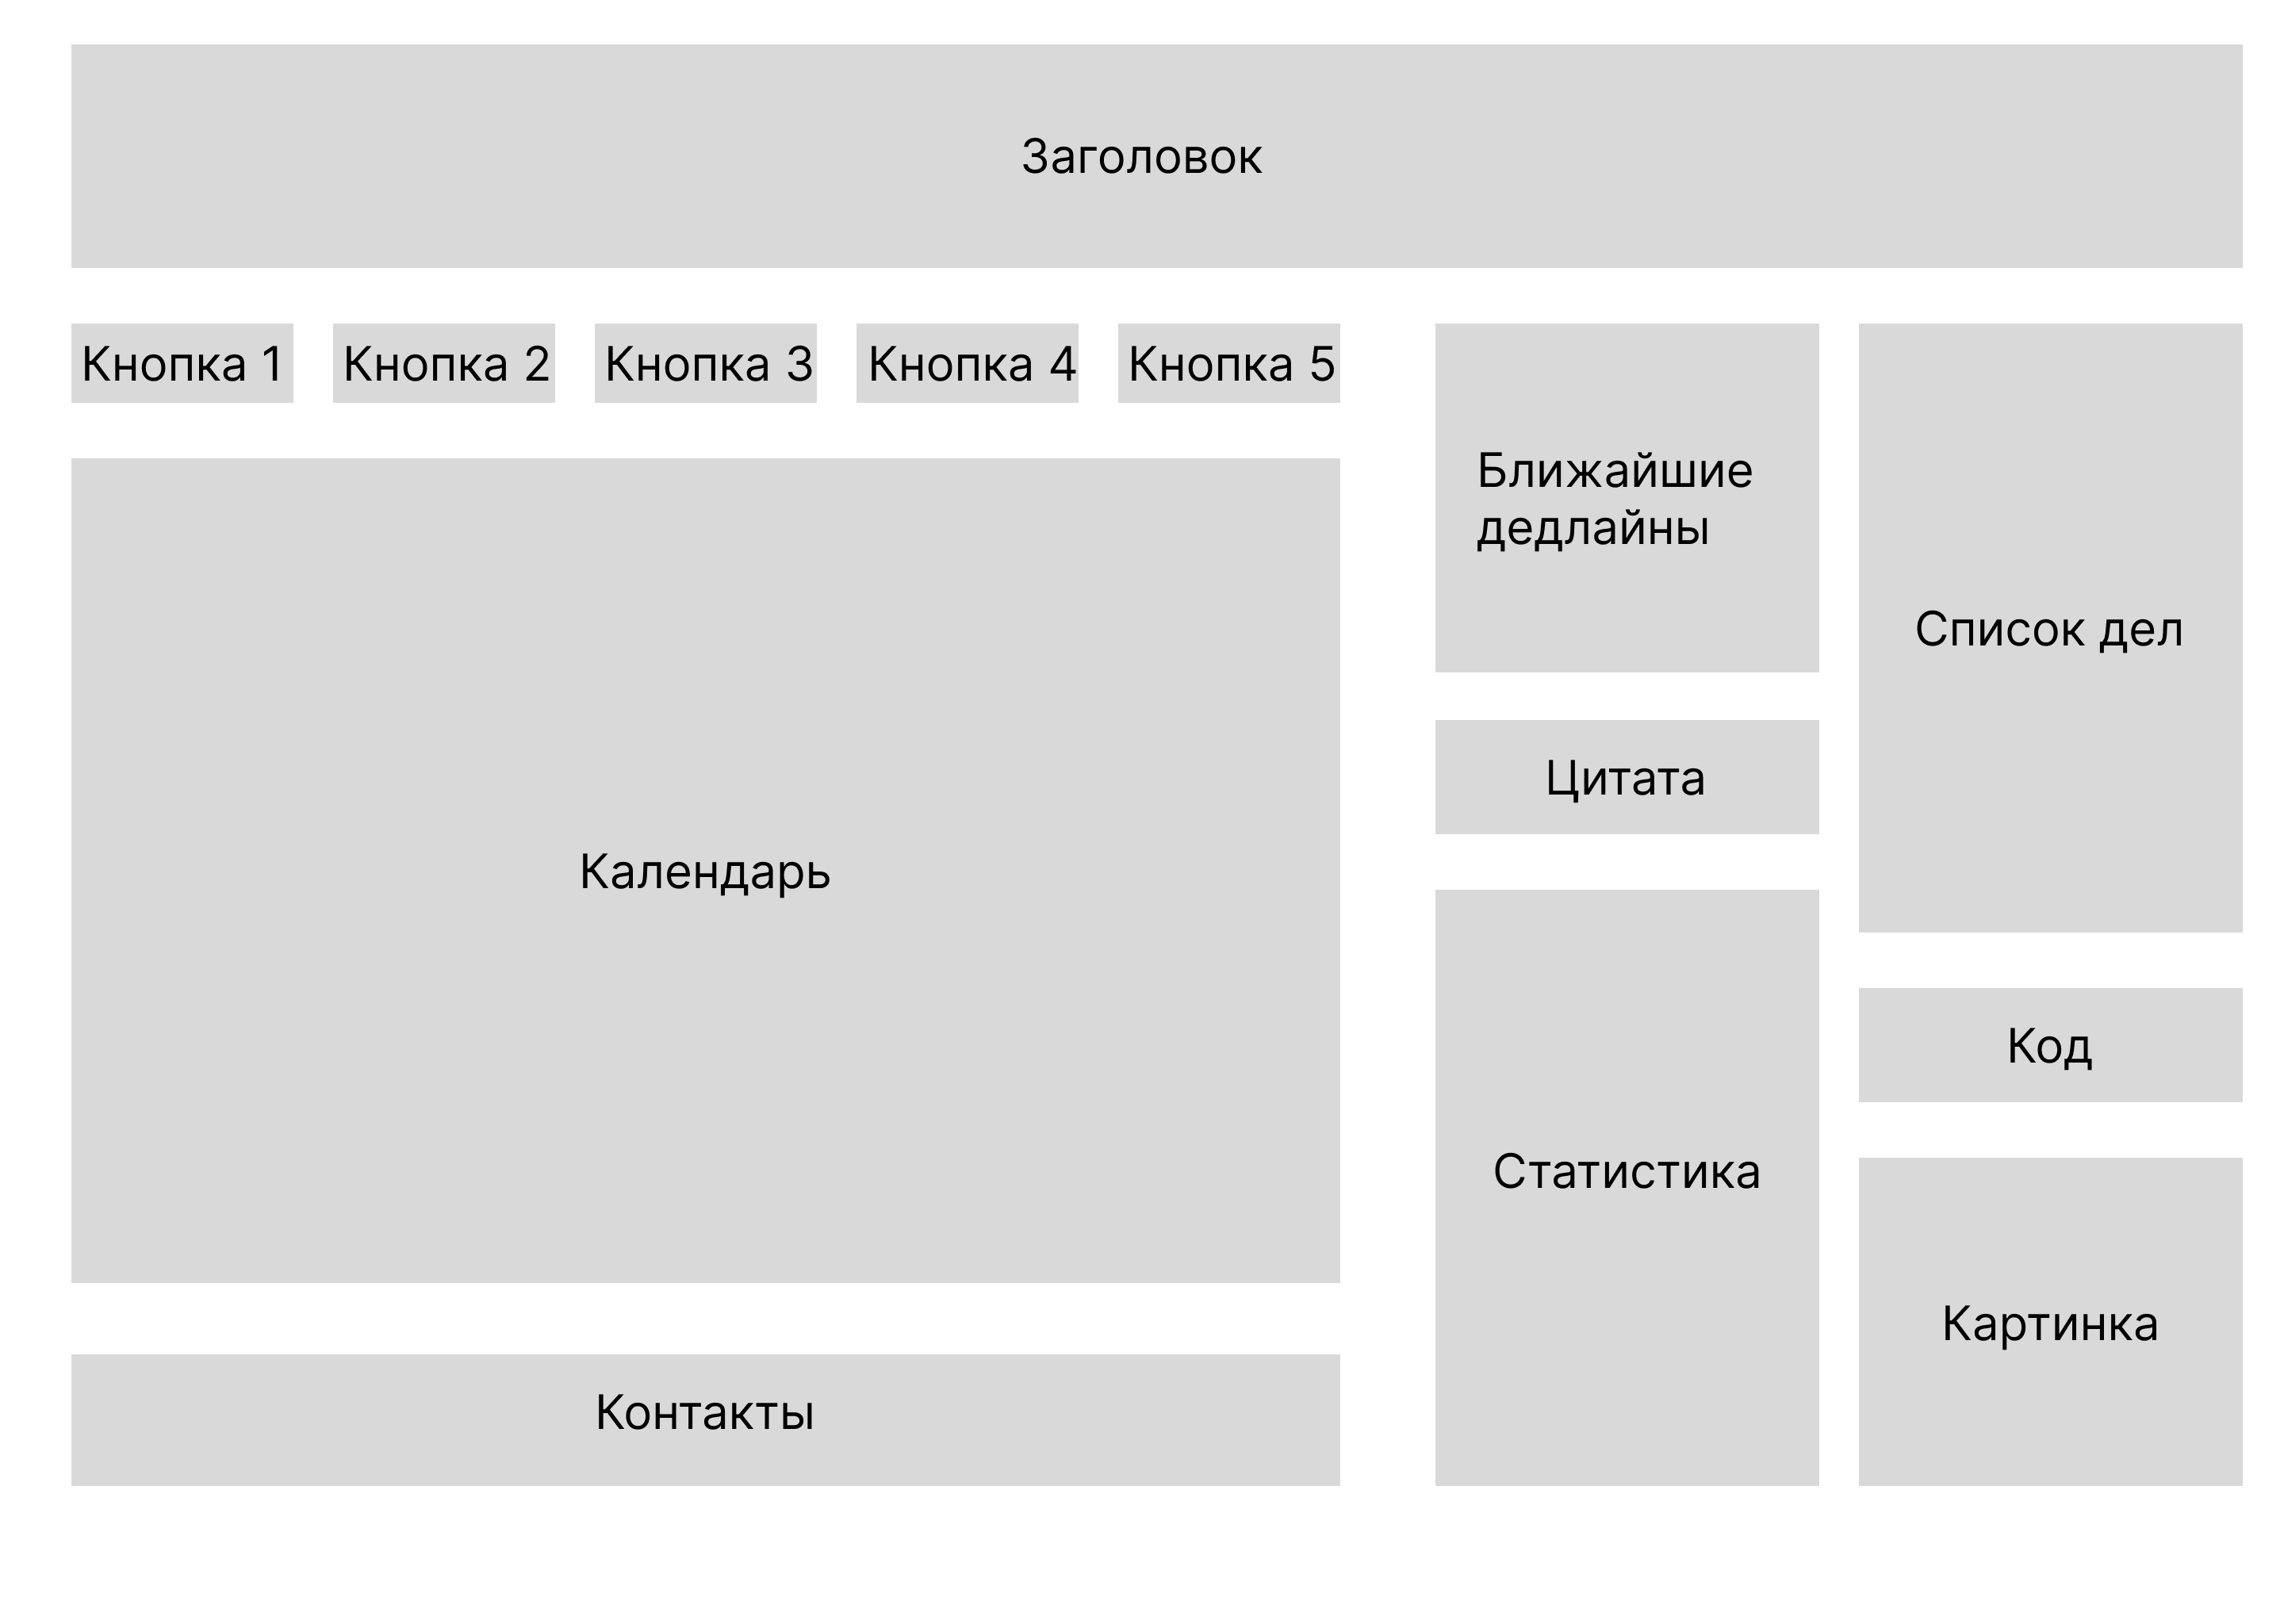 Заголовок
Кнопка 1
Кнопка 2
Кнопка 3
Кнопка 4
Кнопка 5
Календарь
Контакты
Ближайшие
дедлайны
Цитата
Статистика
Список дел
Код
Картинка